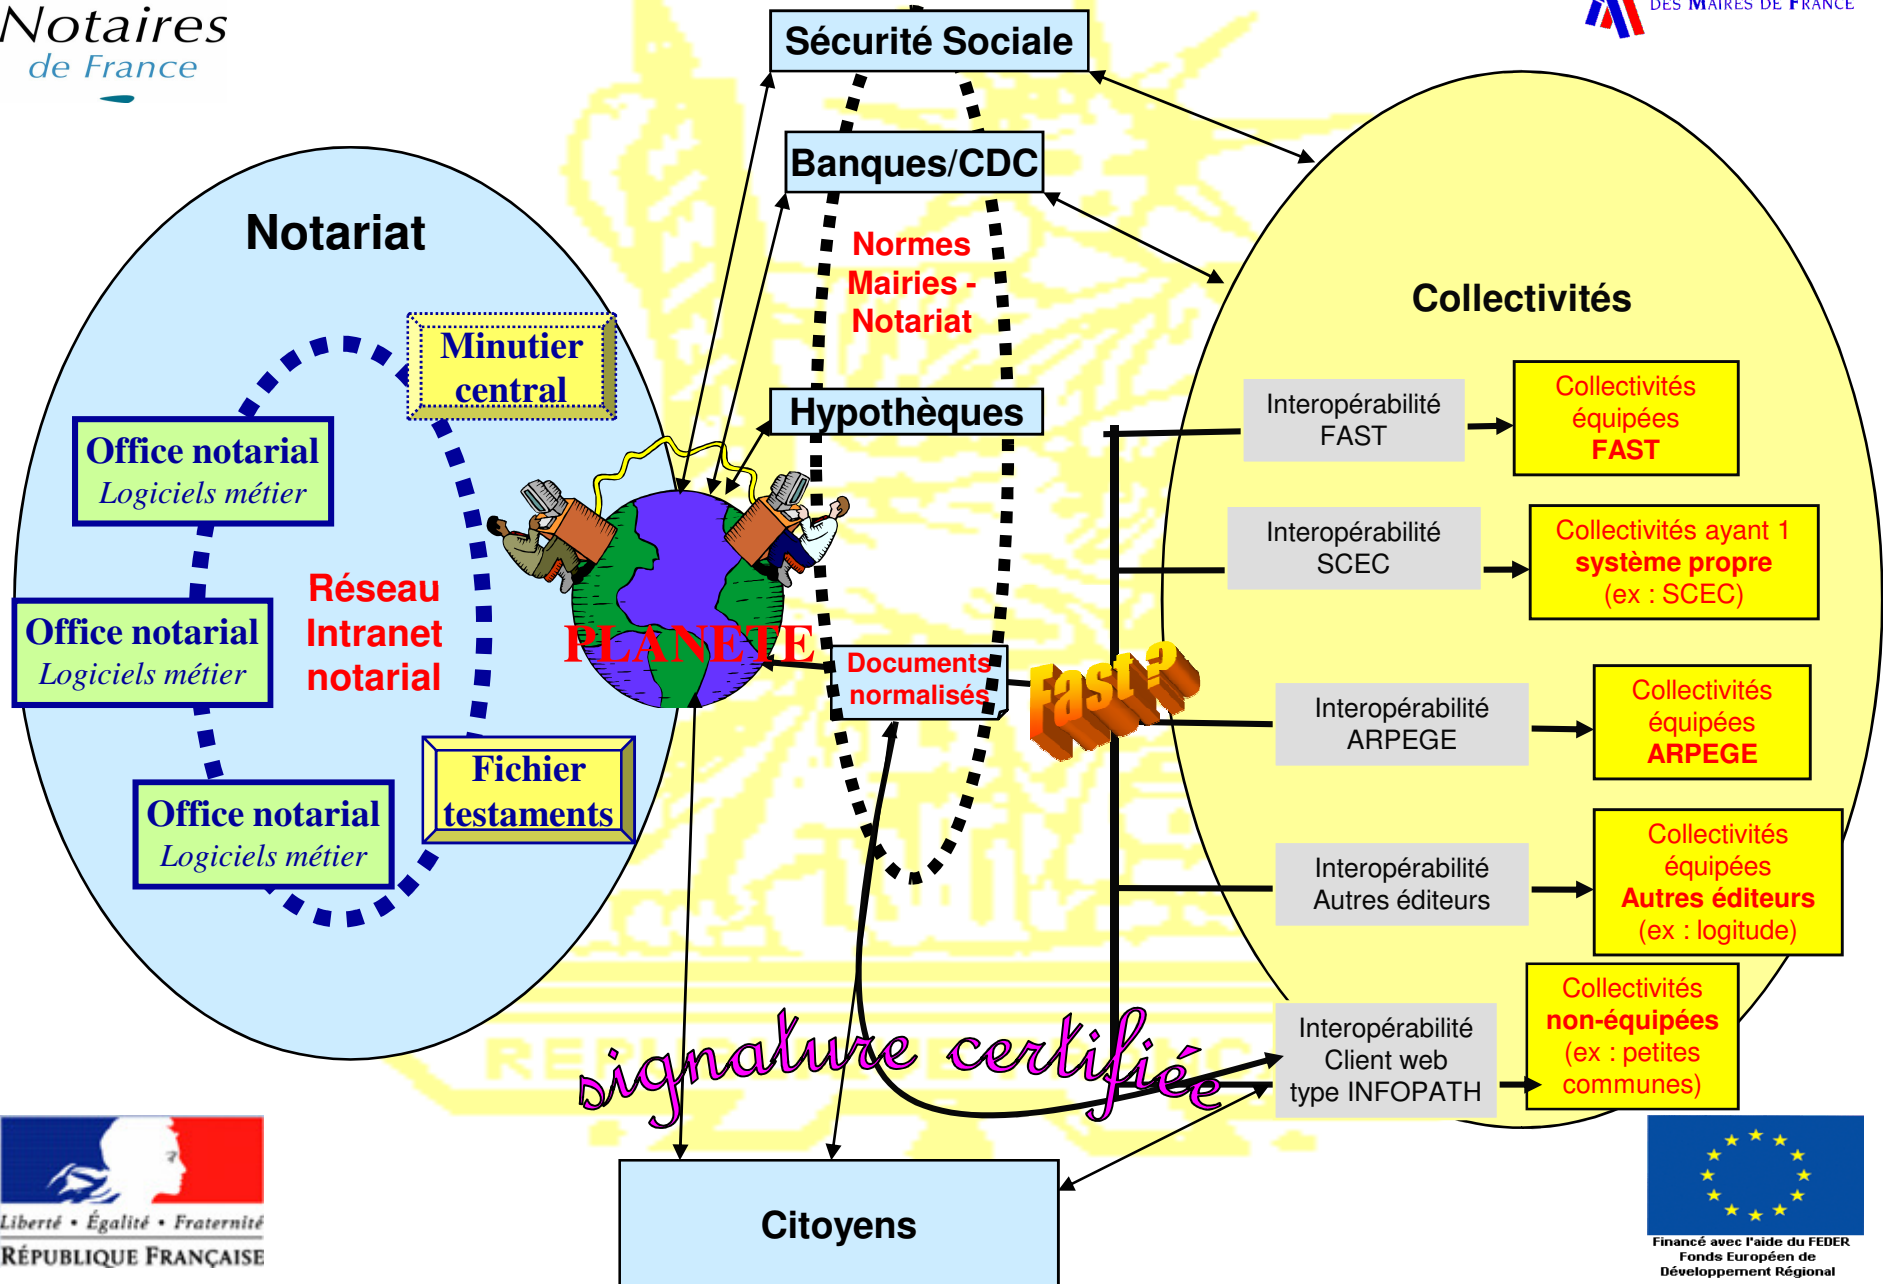 Notaires
de France
DES MAIRES DE FRANCE
Sécurité Sociale
Banques/CDC
Normes
Mairies -
Notariat
Hypothèques
Notariat
Minutier
central
Office notarial
Logiciels métier
Office notarial
Logiciels métier
Office notarial
Logiciels métier
Réseau
Intranet
notarial
Fichier
testaments
PLANETE
Documents
normalisés
Fast ?
Collectivités
Interopérabilité
FAST
Collectivités
équipées
FAST
Interopérabilité
SCEC
Collectivités ayant 1
système propre
(ex : SCEC)
Interopérabilité
ARPEGE
Collectivités
équipées
ARPEGE
Interopérabilité
Autres éditeurs
Collectivités
équipées
Autres éditeurs
(ex : logitude)
Interopérabilité
Client web
type INFOPATH
Collectivités
non-équipées
(ex : petites
communes)
signature certifiée
Citoyens
Liberté • Égalité • Fraternité
RÉPUBLIQUE FRANÇAISE
Financé avec l'aide du FEDER
Fonds Européen de
Développement Régional